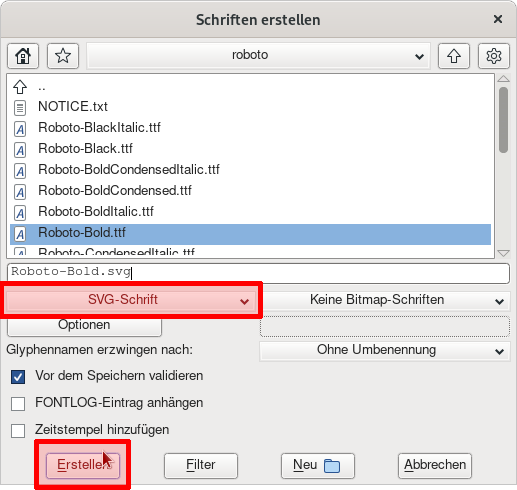 Schriften erstellen
roboto
..
NOTICE.txt
Roboto-BlackItalic.ttf
Roboto-Black.ttf
Roboto-BoldCondensedItalic.ttf
Roboto-BoldCondensed.ttf
Roboto-BoldItalic.ttf
Roboto-Bold.ttf
Roboto-CondensedItalic.ttf
Roboto-Bold.svg
SVG-Schrift Keine Bitmap-Schriften
Optionen
Glyphennamen erzwingen nach: Ohne Umbenennung
Vor dem Speichern validieren
FONTLOG-Eintrag anhängen
Zeitstempel hinzufügen
Erstellen Filter Neu Abbrechen